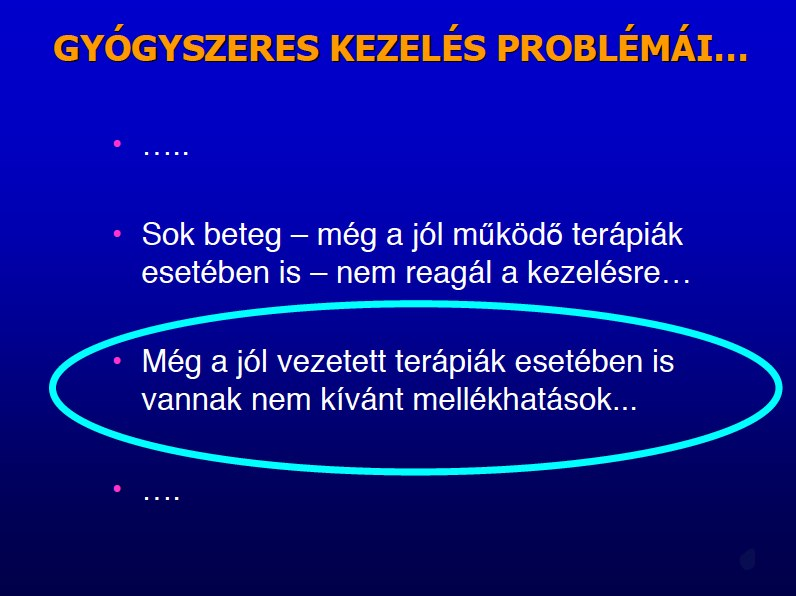 GYÓGYSZERES KEZELÉS PROBLÉMÁI…
• …..
• Sok beteg – még a jól működő terápiák
esetében is – nem reagál a kezelésre…
• Még a jól vezetett terápiák esetében is
vannak nem kívánt mellékhatások...
• ….